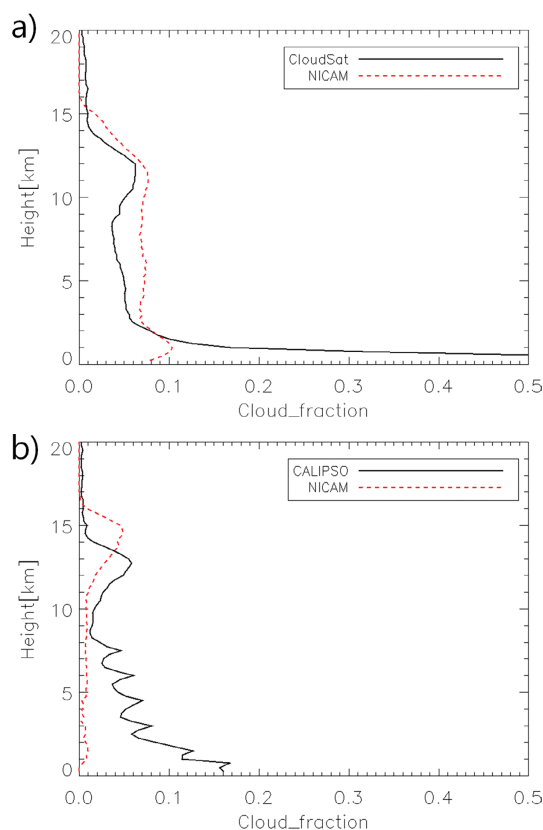 a)
20
15
10
5
0
Height[km]
CloudSat
NICAM
0.0 0.1 0.2 0.3 0.4 0.5
Cloud_fraction
b)
20
15
10
5
0
Height[km]
CALIPSO
NICAM
0.0 0.1 0.2 0.3 0.4 0.5
Cloud_fraction